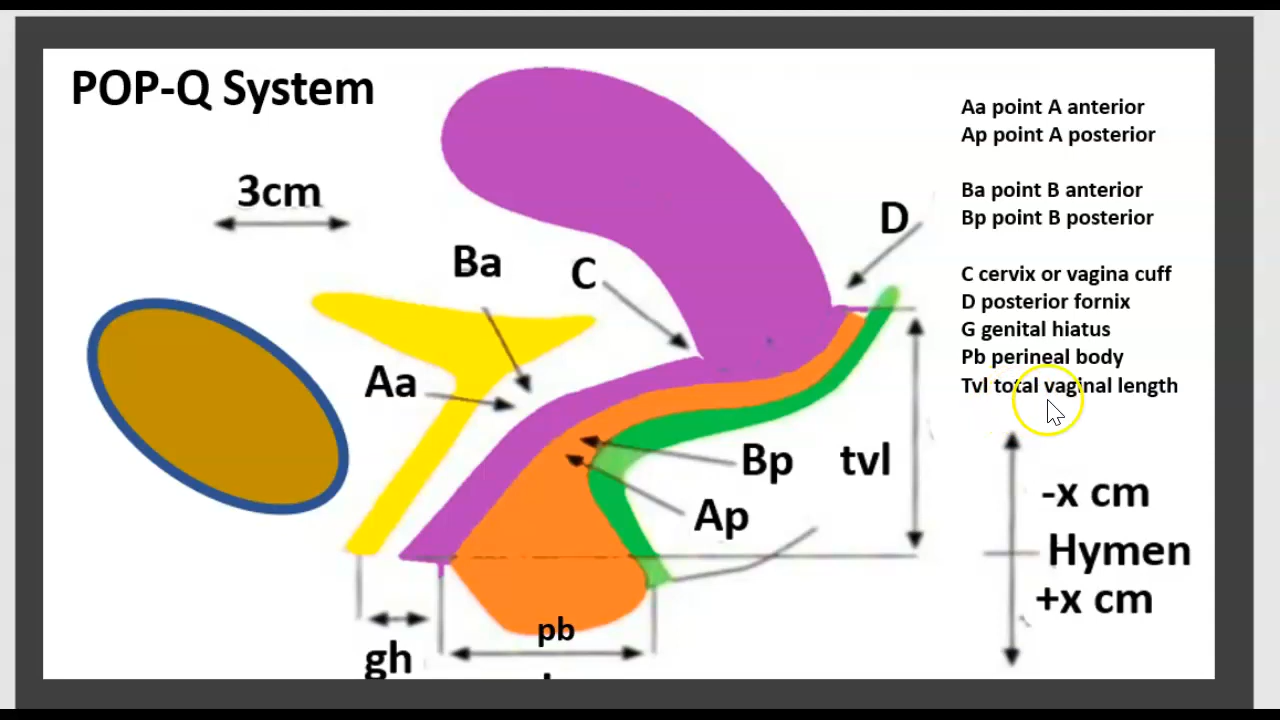 POP-Q System
3cm
Ba
C
D
Aa
Bp
Ap
tvl
gh
pb
Aa point A anterior
Ap point A posterior
Ba point B anterior
Bp point B posterior
C cervix or vagina cuff
D posterior fornix
G genital hiatus
Pb perineal body
Tvl total vaginal length
-x cm
Hymen
+x cm